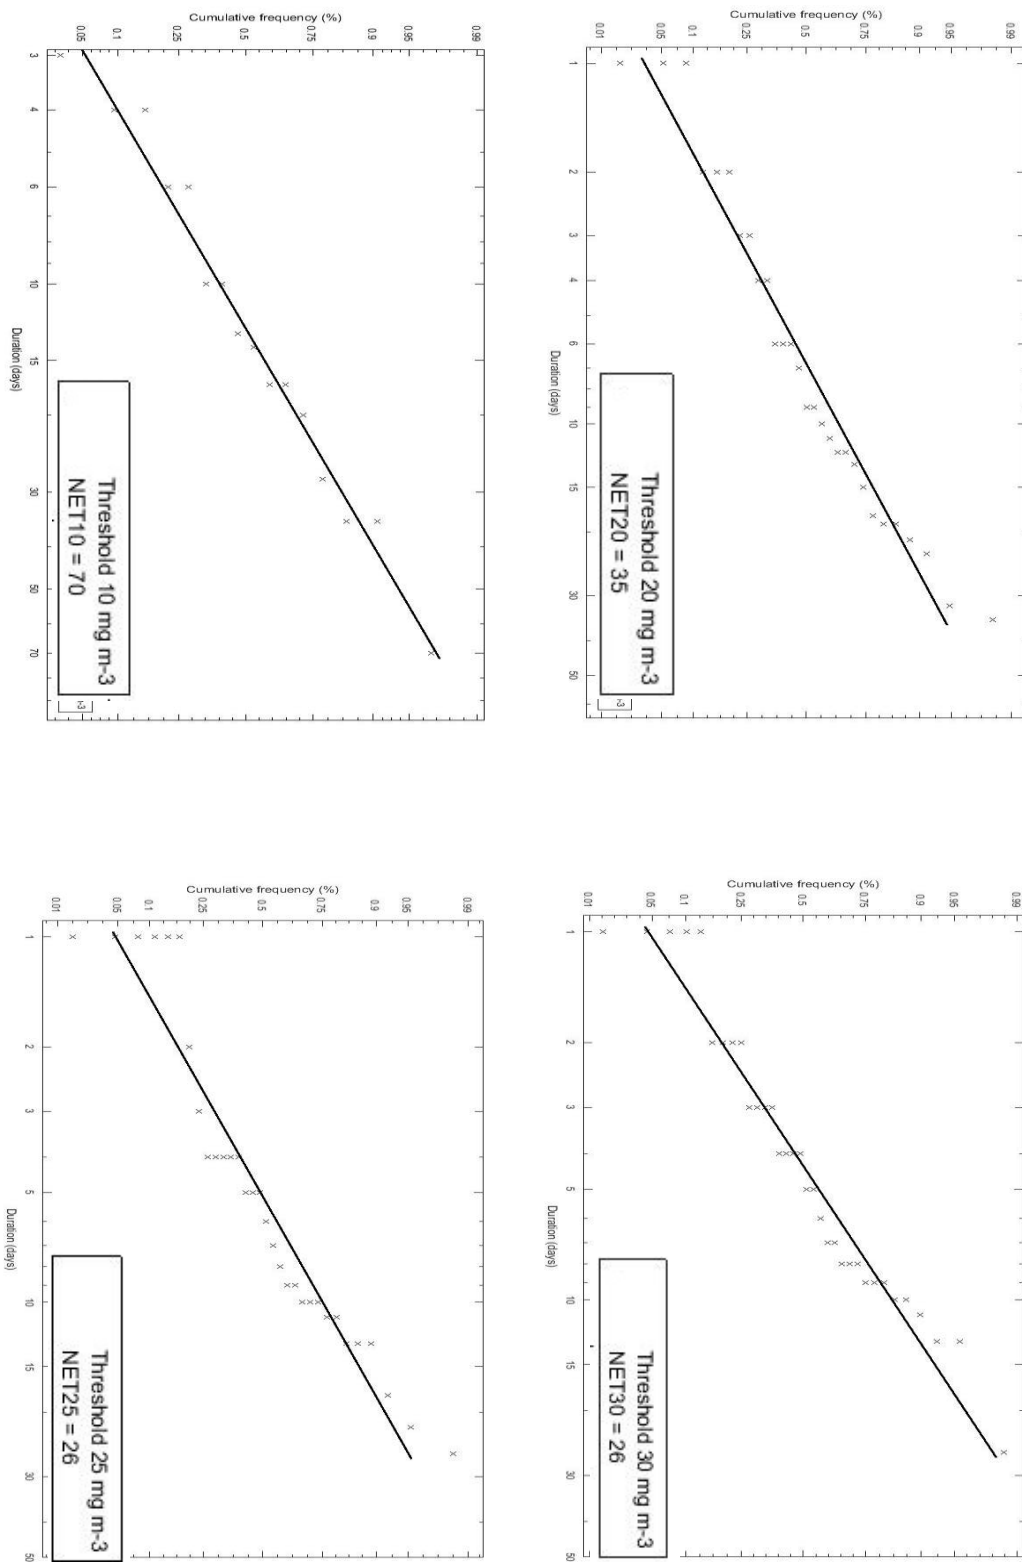 Cumulative frequency (%)
0.05 0.1 0.25 0.5 0.75 0.9 0.95 0.99
3 4 6 10 15 30 50 70
Duration (days)
Threshold 10 mg m-3
NET10 = 70
Cumulative frequency (%)
0.01 0.05 0.1 0.25 0.5 0.75 0.9 0.95 0.99
1 2 3 4 6 10 15 30 50
Duration (days)
Threshold 20 mg m-3
NET20 = 35
Cumulative frequency (%)
0.01 0.05 0.1 0.25 0.5 0.75 0.9 0.95 0.99
1 2 3 5 10 15 30 50
Duration (days)
Threshold 25 mg m-3
NET25 = 26
Cumulative frequency (%)
0.01 0.05 0.1 0.25 0.5 0.75 0.9 0.95 0.99
1 2 3 5 10 15 30 50
Duration (days)
Threshold 30 mg m-3
NET30 = 26